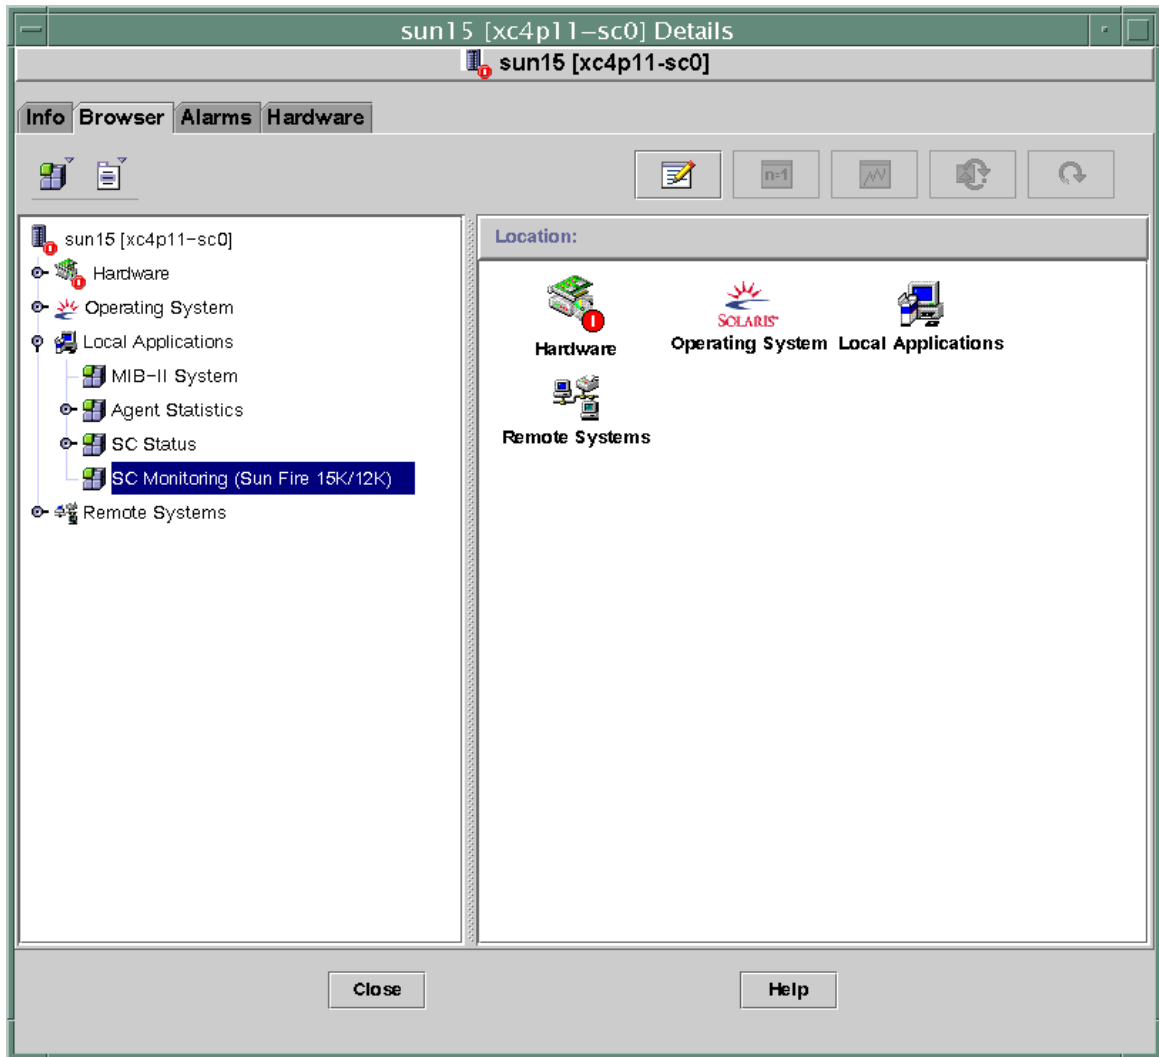 sun15 [xc4p11-sc0] Details
sun15 [xc4p11-sc0]
Info Browser Alarms Hardware
n=1
sun15 [xc4p11-sc0]
Hardware
Operating System
Local Applications
MIB-II System
Agent Statistics
SC Status
SC Monitoring (Sun Fire 15K/12K)
Remote Systems
Location:
SOLARIS
Hardware Operating System Local Applications
Remote Systems
Close Help